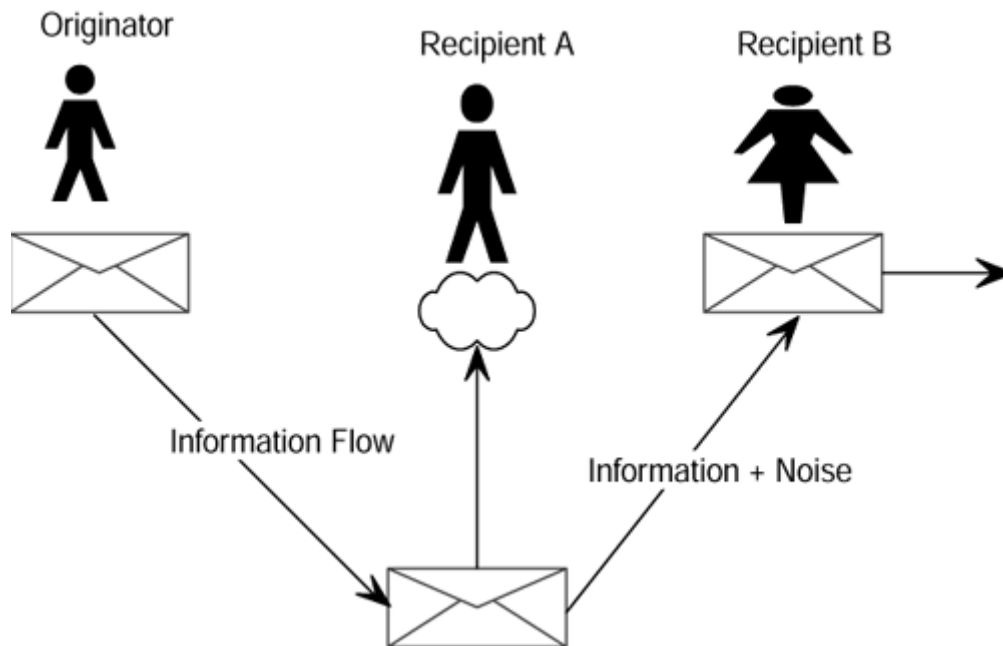 Originator
Recipient A
Recipient B
Information Flow
Information + Noise